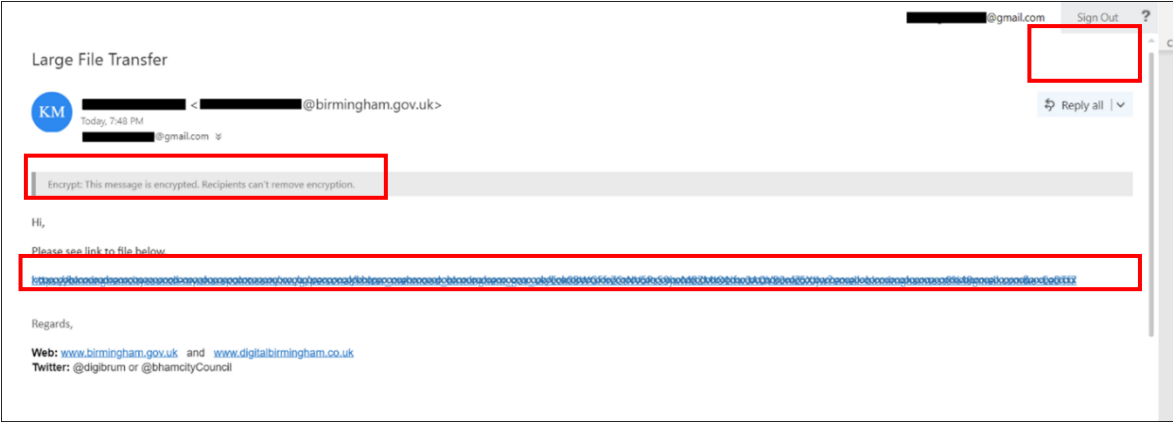 @gmail.com Sign Out ?
Large File Transfer
KM < @birmingham.gov.uk>
Today, 7:48 PM
@gmail.com
Reply all
Encrypt: This message is encrypted. Recipients can't remove encryption.
Hi,
Please see link to file below
Regards,
Web: www.birmingham.gov.uk and www.digitalbirmingham.co.uk
Twitter: @digibrum or @bhamcityCouncil